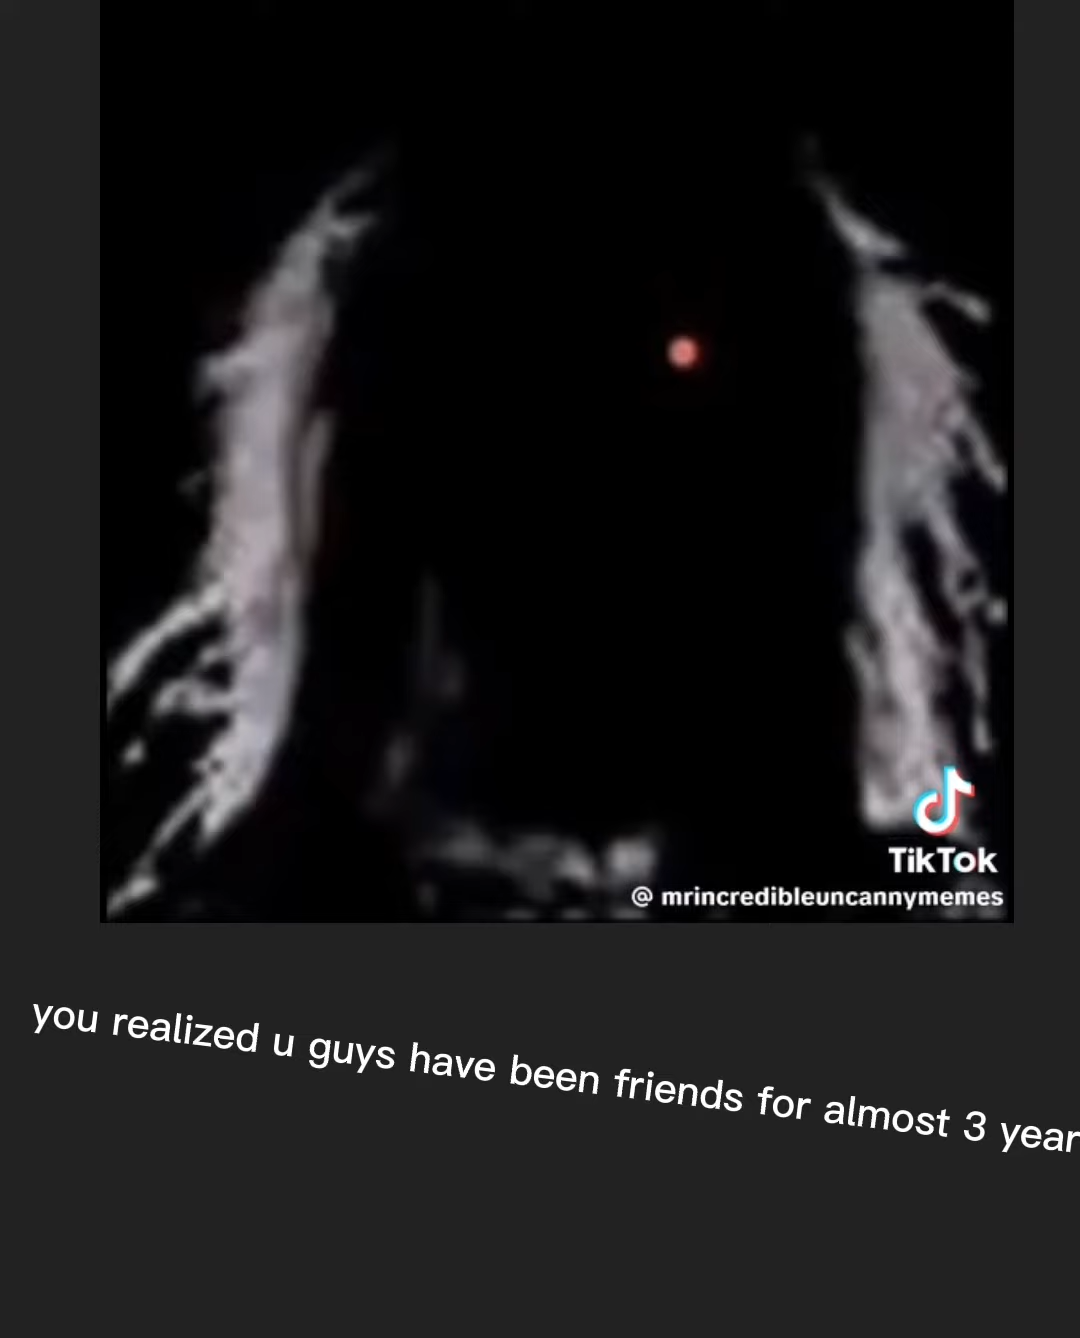 TikTok
@ mrincredibleuncannymemes
you realized u guys have been friends for almost 3 year